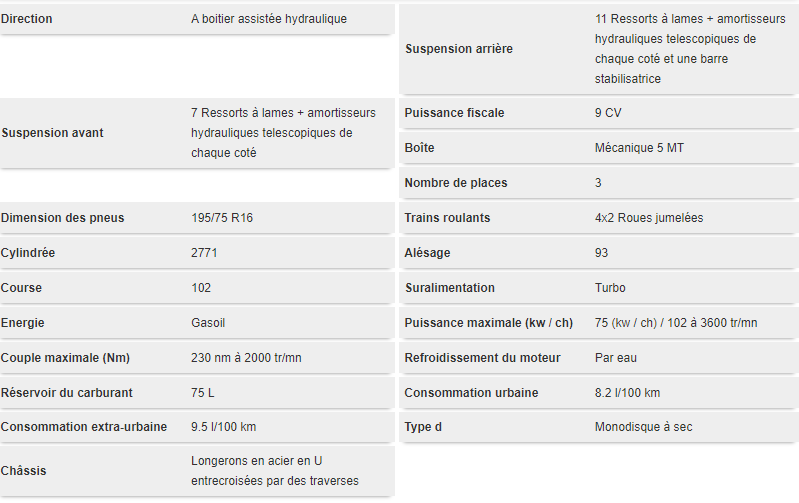 Direction A boitier assistée hydraulique
Suspension arrière 11 Ressorts à lames + amortisseurs
hydrauliques telescopiques de
chaque coté et une barre
stabilisatrice
Suspension avant 7 Ressorts à lames + amortisseurs
hydrauliques telescopiques de
chaque coté
Puissance fiscale 9 CV
Boîte Mécanique 5 MT
Nombre de places 3
Dimension des pneus 195/75 R16
Trains roulants 4x2 Roues jumelées
Cylindrée 2771
Alésage 93
Course 102
Suralimentation Turbo
Energie Gasoil
Puissance maximale (kw / ch) 75 (kw / ch) / 102 à 3600 tr/mn
Couple maximale (Nm) 230 nm à 2000 tr/mn
Refroidissement du moteur Par eau
Réservoir du carburant 75 L
Consommation urbaine 8.2 l/100 km
Consommation extra-urbaine 9.5 l/100 km
Type d Monodisque à sec
Châssis Longerons en acier en U
entrecroisées par des traverses